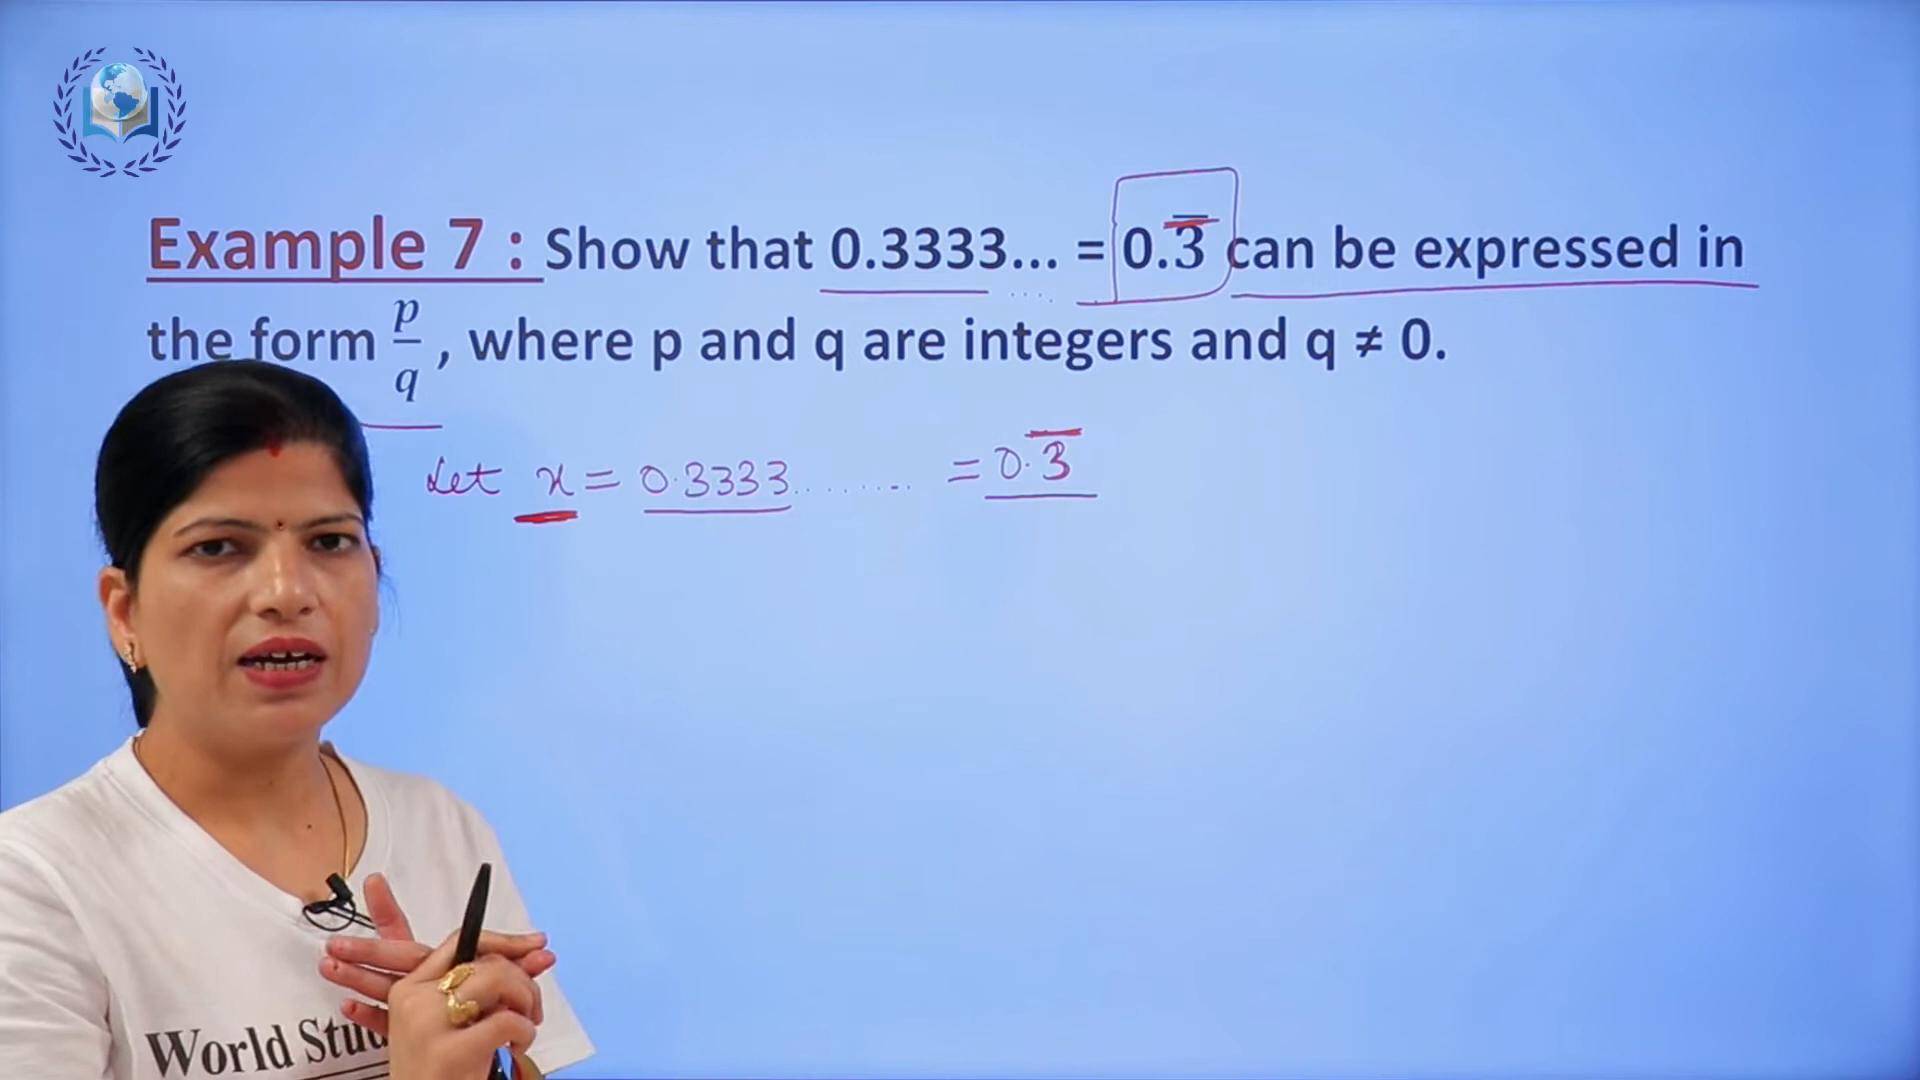 Example 7 : Show that 0.3333... = 0.3̅ can be expressed in
the form p/q , where p and q are integers and q ≠ 0.
Let x = 0.3333......... = 0.3̅
World Stud